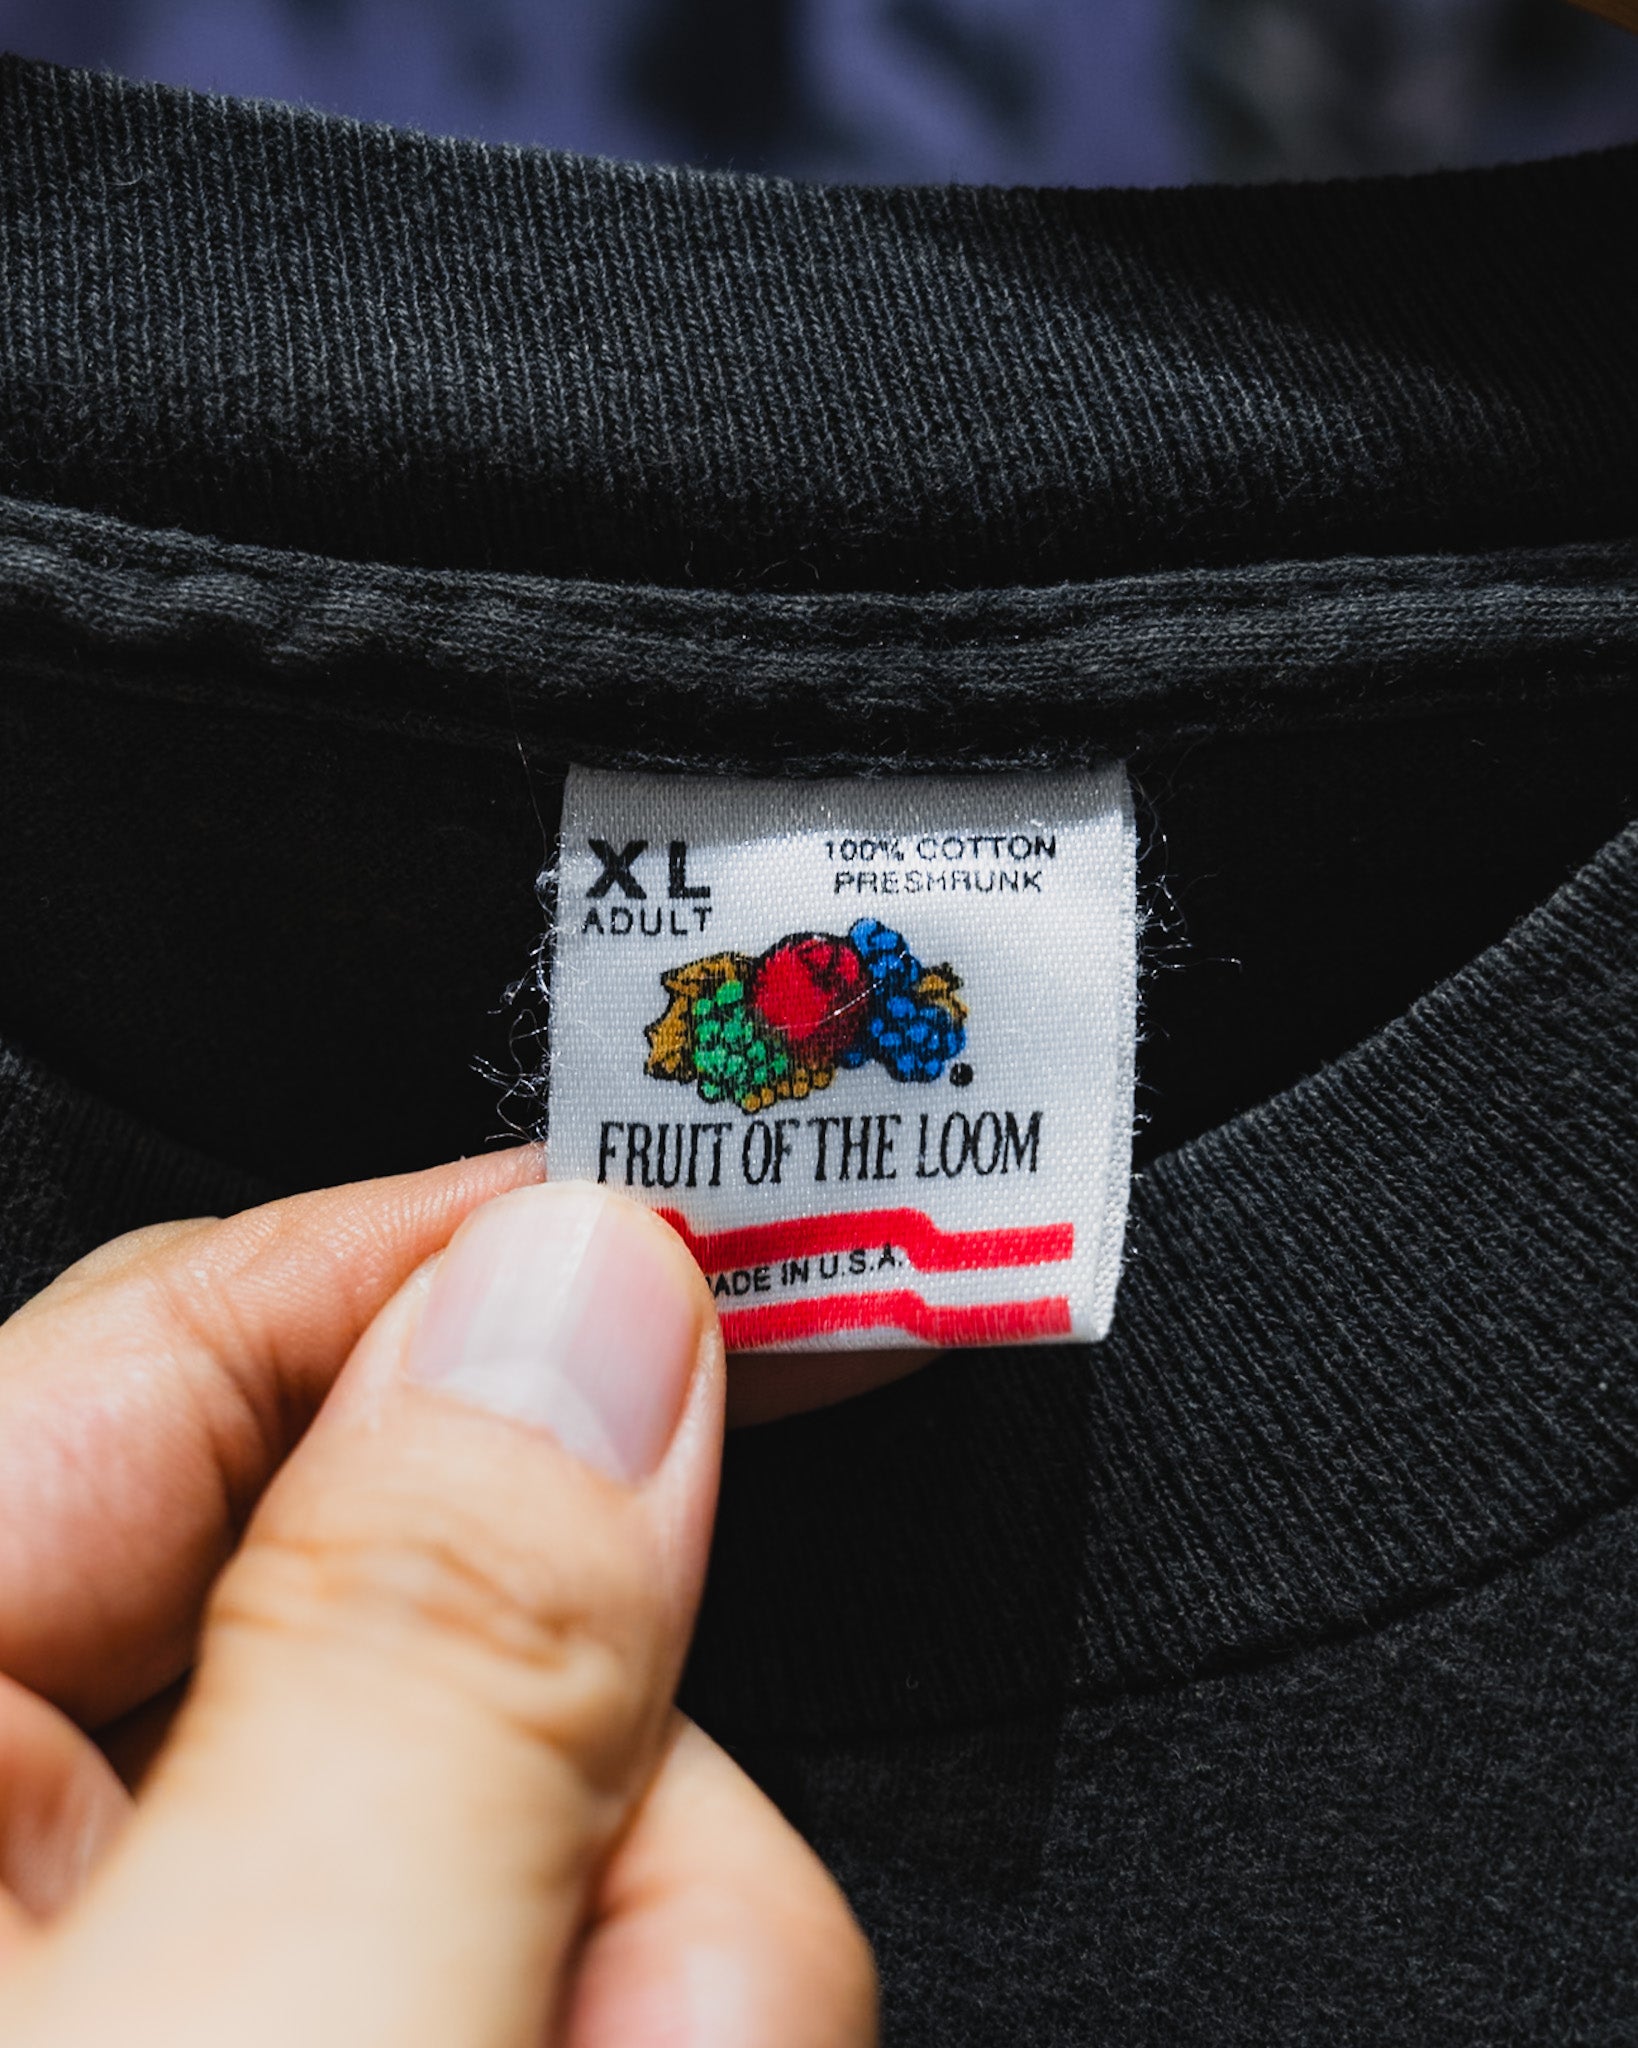 XL
ADULT
100% COTTON
PRESHRUNK
FRUIT OF THE LOOM
ADE IN U.S.A.